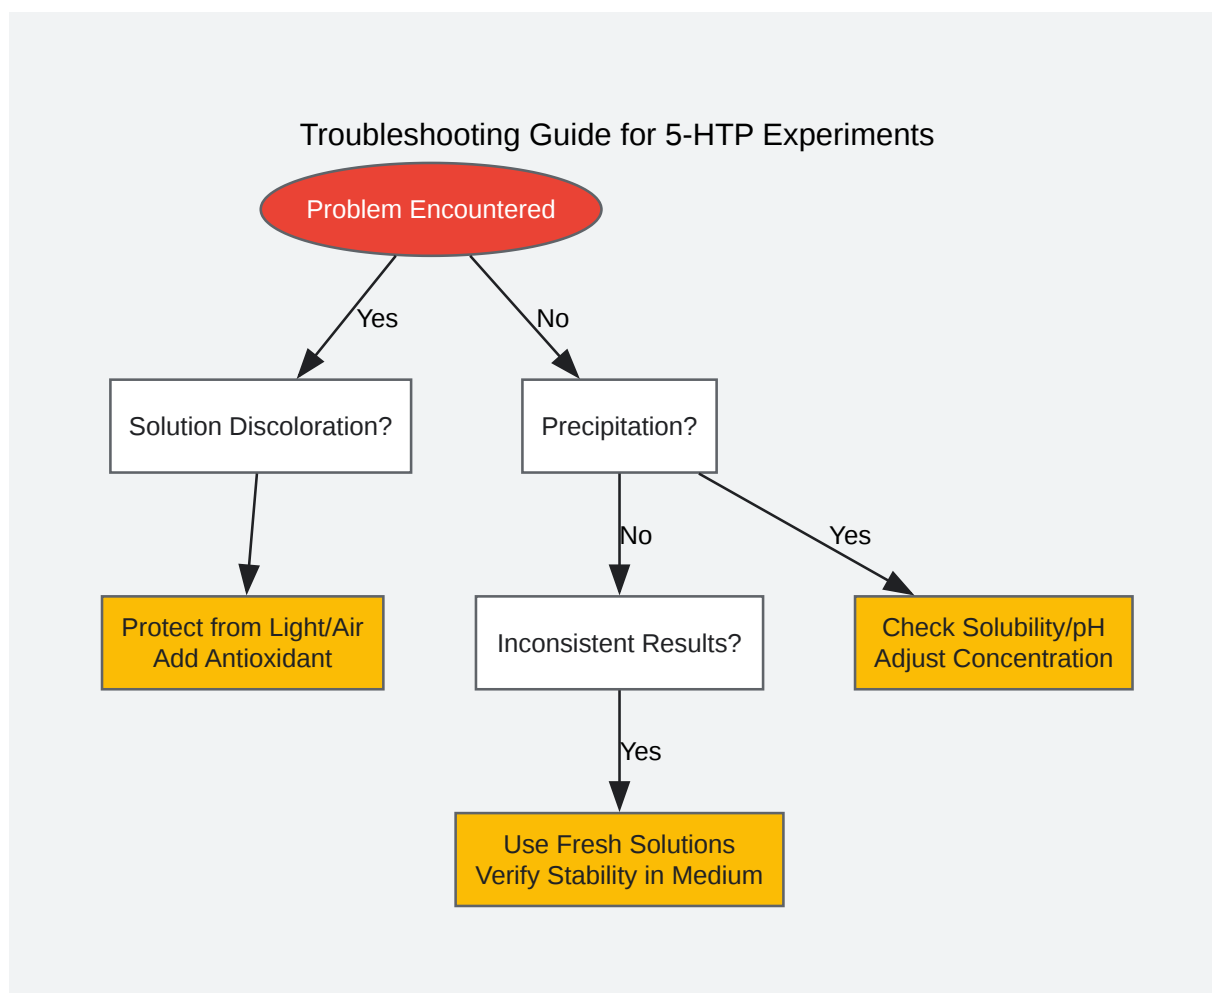 Troubleshooting Guide for 5-HTP Experiments
Problem Encountered
Yes
No
Solution Discoloration?
Precipitation?
No
Yes
Protect from Light/Air
Add Antioxidant
Inconsistent Results?
Check Solubility/pH
Adjust Concentration
Yes
Use Fresh Solutions
Verify Stability in Medium